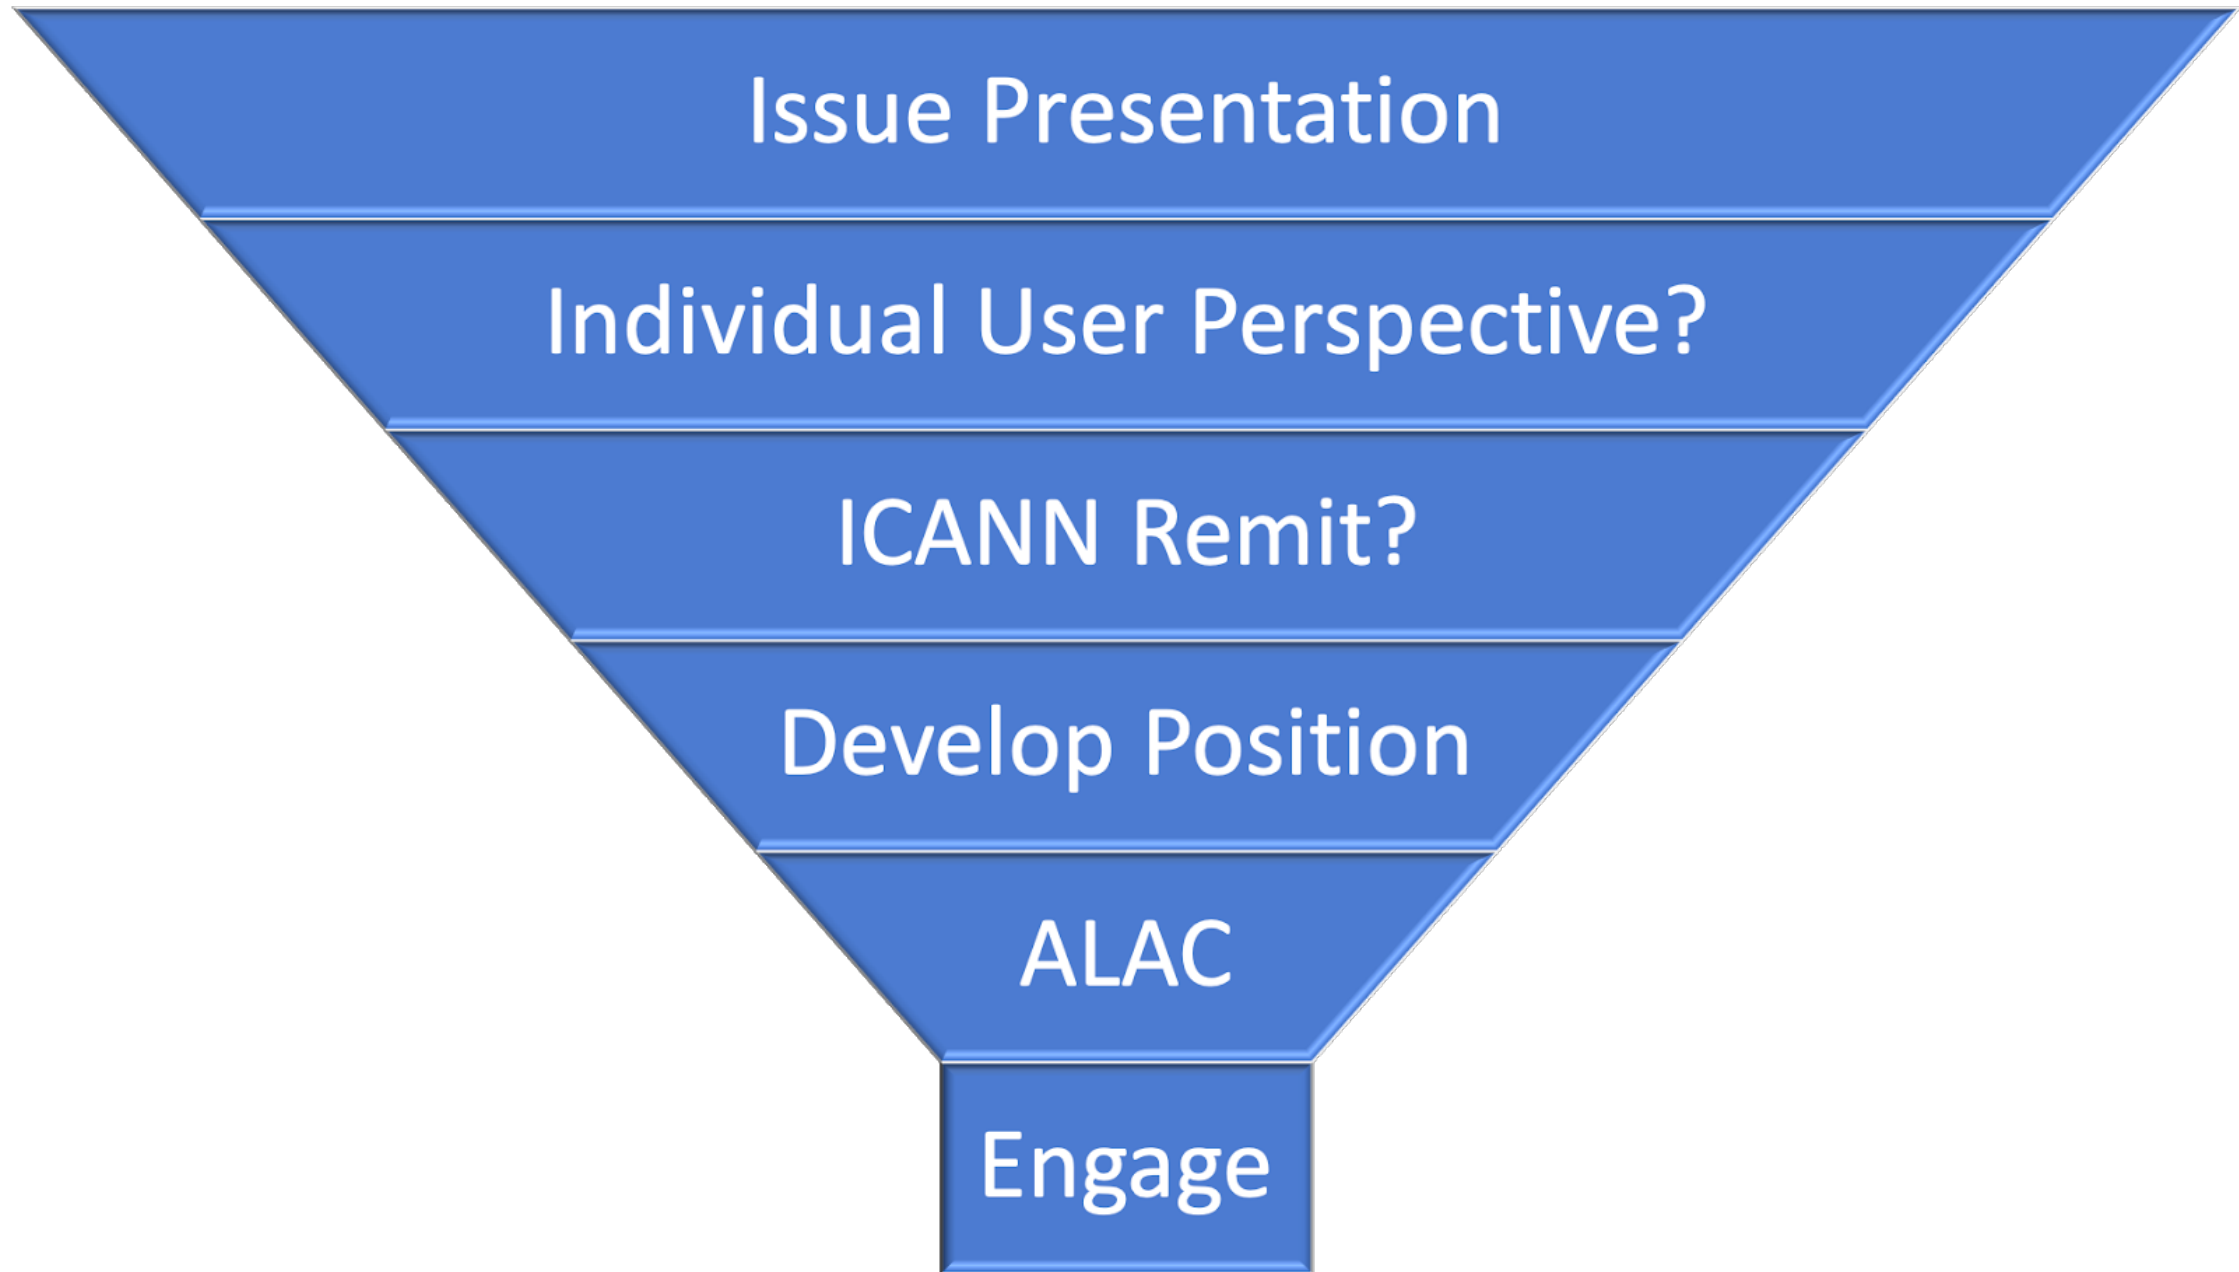 Issue Presentation
Individual User Perspective?
ICANN Remit?
Develop Position
ALAC
Engage